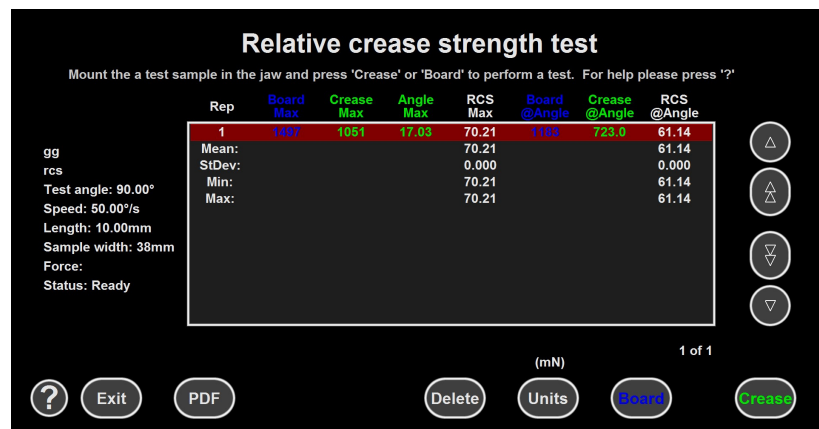 Relative crease strength test
Mount the a test sample in the jaw and press 'Crease' or 'Board' to perform a test. For help please press '?'
Rep Board Max Crease Max Angle Max RCS Max Board @Angle Crease @Angle RCS @Angle
1 1497 1051 17.03 70.21 1183 723.0 61.14
Mean: 70.21 61.14
StDev: 0.000 0.000
Min: 70.21 61.14
Max: 70.21 61.14
gg
rcs
Test angle: 90.00°
Speed: 50.00°/s
Length: 10.00mm
Sample width: 38mm
Force:
Status: Ready
1 of 1
(mN)
? Exit PDF Delete Units Board Crease